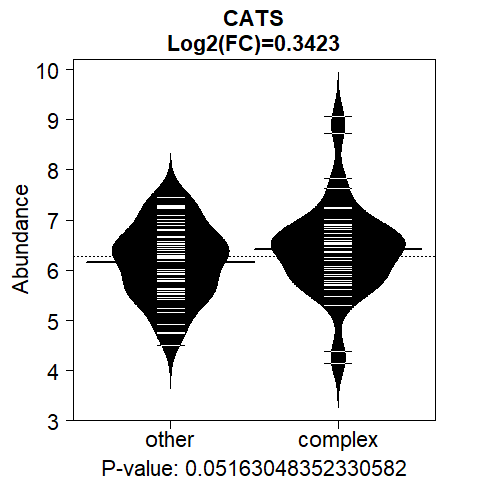 CATS
Log2(FC)=0.3423
10
9
8
7
6
5
4
3
Abundance
other complex
P-value: 0.05163048352330582